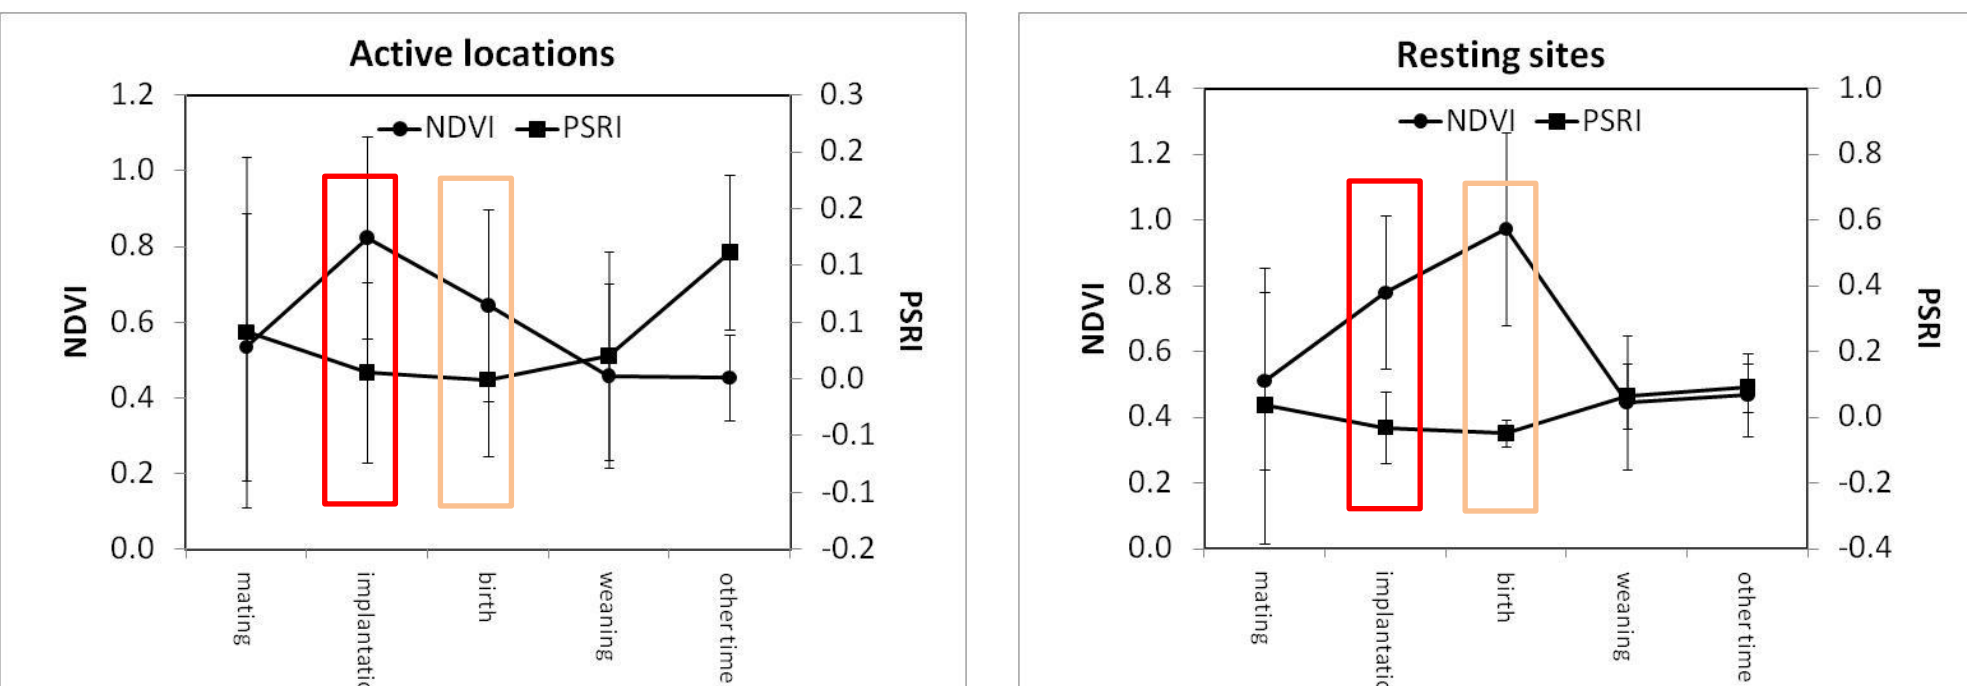 Active locations
NDVI PSRI
1.2
1.0
0.8
0.6
0.4
0.2
0.0
NDVI
0.3
0.2
0.2
0.1
0.1
0.0
-0.1
-0.1
-0.2
PSRI
mating
implantatio
birth
weaning
other time
Resting sites
NDVI PSRI
1.4
1.2
1.0
0.8
0.6
0.4
0.2
0.0
NDVI
1.0
0.8
0.6
0.4
0.2
0.0
-0.2
-0.4
PSRI
mating
implantatio
birth
weaning
other time